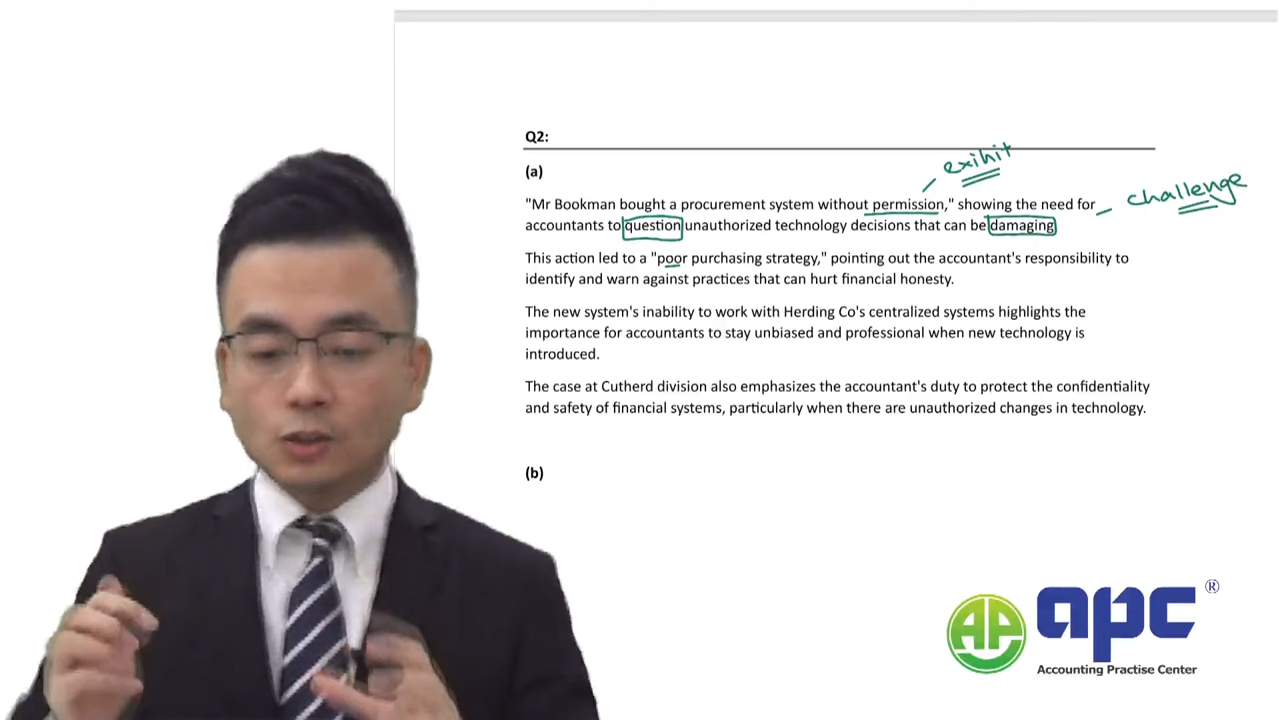 Q2:
exihit
(a)
challenge
"Mr Bookman bought a procurement system without permission," showing the need for
accountants to question unauthorized technology decisions that can be damaging
This action led to a "poor purchasing strategy," pointing out the accountant's responsibility to
identify and warn against practices that can hurt financial honesty.
The new system's inability to work with Herding Co's centralized systems highlights the
importance for accountants to stay unbiased and professional when new technology is
introduced.
The case at Cutherd division also emphasizes the accountant's duty to protect the confidentiality
and safety of financial systems, particularly when there are unauthorized changes in technology.
(b)
AP
apc ®
Accounting Practise Center